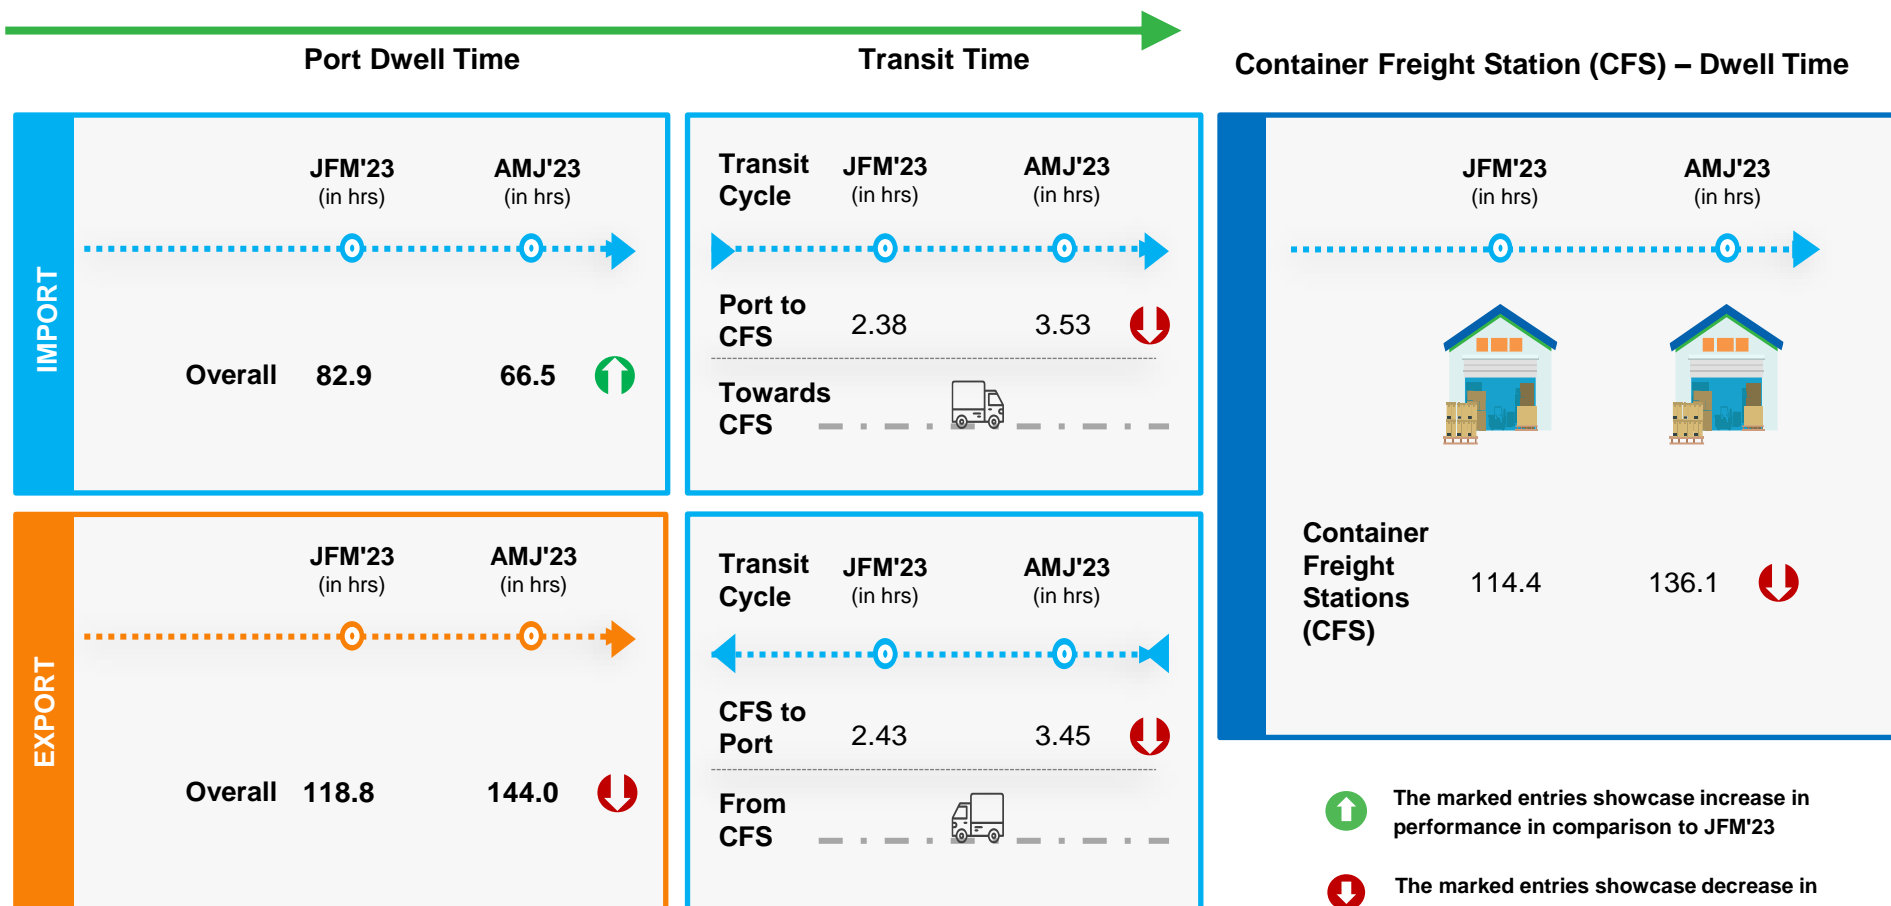 Port Dwell Time
Transit Time
Container Freight Station (CFS) – Dwell Time
IMPORT
JFM'23
(in hrs)
AMJ'23
(in hrs)
Overall 82.9 66.5
Transit
Cycle
JFM'23
(in hrs)
AMJ'23
(in hrs)
Port to
CFS
2.38 3.53
Towards
CFS
JFM'23
(in hrs)
AMJ'23
(in hrs)
Container
Freight
Stations
(CFS)
114.4 136.1
EXPORT
JFM'23
(in hrs)
AMJ'23
(in hrs)
Overall 118.8 144.0
Transit
Cycle
JFM'23
(in hrs)
AMJ'23
(in hrs)
CFS to
Port
2.43 3.45
From
CFS
The marked entries showcase increase in
performance in comparison to JFM'23
The marked entries showcase decrease in